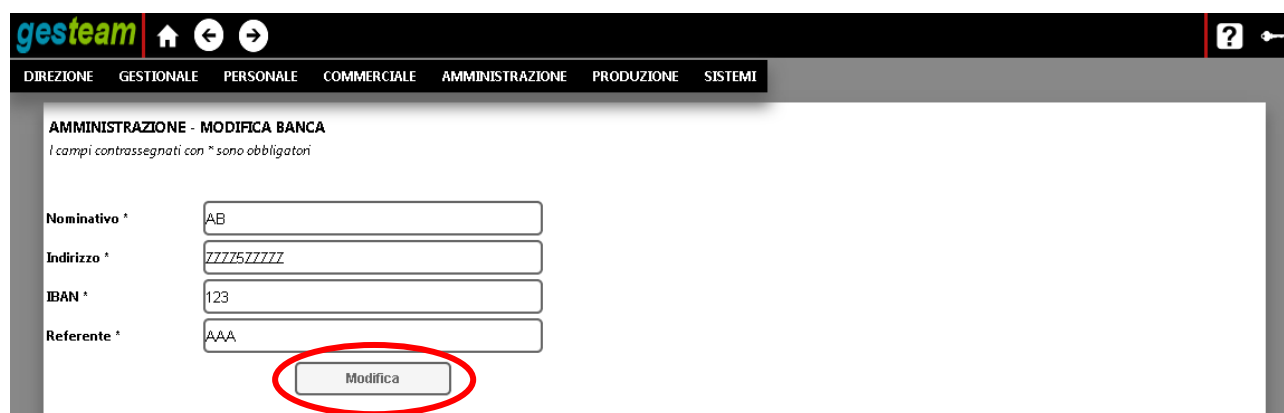 gesteam
?
DIREZIONE GESTIONALE PERSONALE COMMERCIALE AMMINISTRAZIONE PRODUZIONE SISTEMI
AMMINISTRAZIONE - MODIFICA BANCA
I campi contrassegnati con * sono obbligatori
Nominativo * AB
Indirizzo * ZZZZ5ZZZZZ
IBAN * 123
Referente * AAA
Modifica